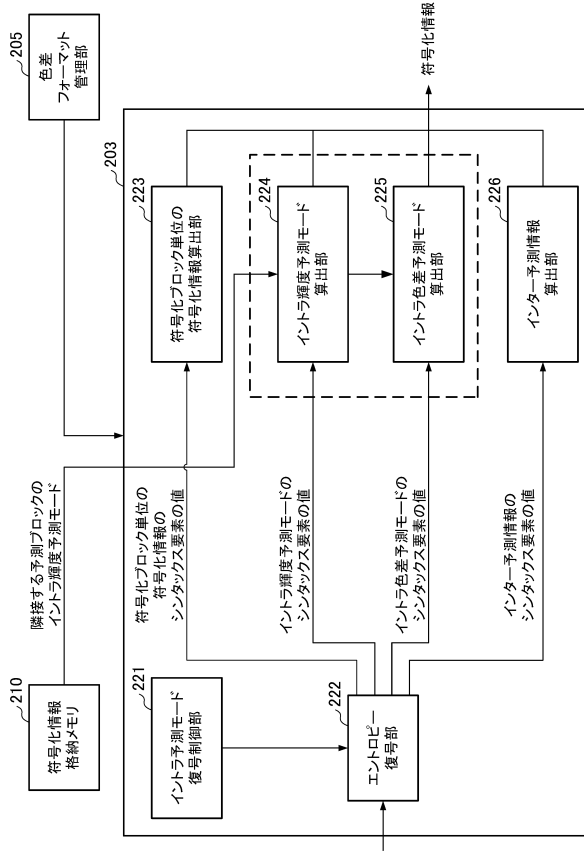 210
符号化情報
格納メモリ
隣接する予測ブロックの
イントラ輝度予測モード
205
色差
フォーマット
管理部
203
221
イントラ予測モード
復号制御部
222
エントロピー
復号部
符号化ブロック単位の
符号化情報の
シンタックス要素の値
イントラ輝度予測モードの
シンタックス要素の値
イントラ色差予測モードの
シンタックス要素の値
インター予測情報の
シンタックス要素の値
223
符号化ブロック単位の
符号化情報算出部
224
イントラ輝度予測モード
算出部
225
イントラ色差予測モード
算出部
226
インター予測情報
算出部
符号化情報